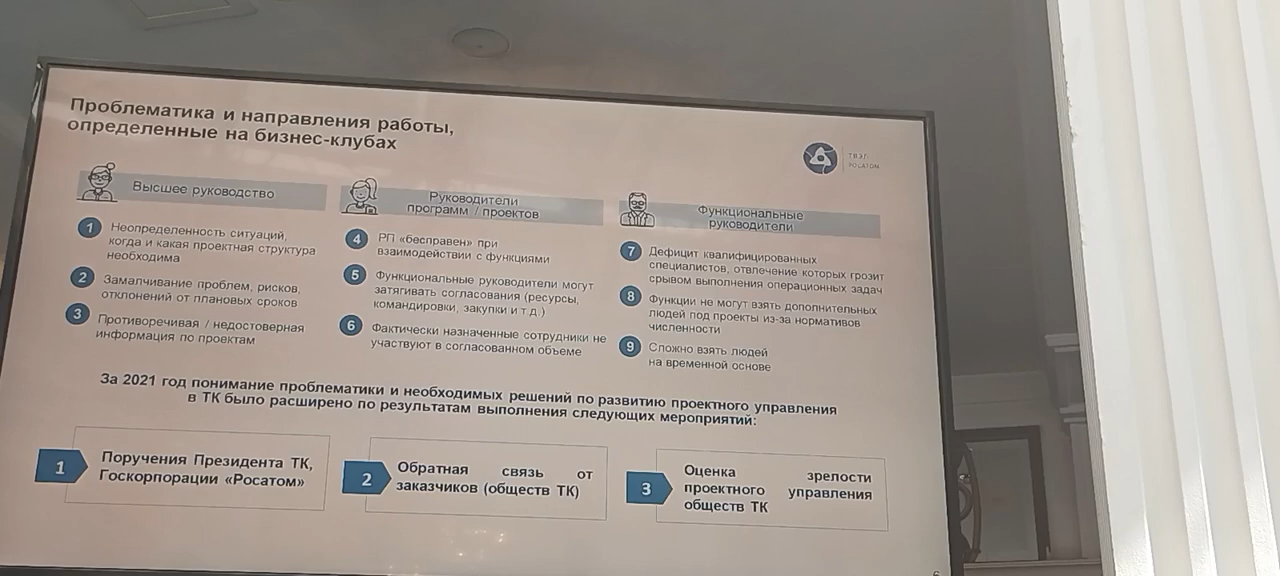 Проблематика и направления работы,
определенные на бизнес-клубах
ТВЭЛ
РОСАТОМ
Высшее руководство
1 Неопределенность ситуаций,
когда и какая проектная структура
необходима
2 Замалчивание проблем, рисков,
отклонений от плановых сроков
3 Противоречивая / недостоверная
информация по проектам
Руководители
программ / проектов
4 РП «бесправен» при
взаимодействии с функциями
5 Функциональные руководители могут
затягивать согласования (ресурсы,
командировки, закупки и т.д.)
6 Фактически назначенные сотрудники не
участвуют в согласованном объеме
Функциональные
руководители
7 Дефицит квалифицированных
специалистов, отвлечение которых грозит
срывом выполнения операционных задач
8 Функции не могут взять дополнительных
людей под проекты из-за нормативов
численности
9 Сложно взять людей
на временной основе
За 2021 год понимание проблематики и необходимых решений по развитию проектного управления
в ТК было расширено по результатам выполнения следующих мероприятий:
1 Поручения Президента ТК,
Госкорпорации «Росатом»
2 Обратная связь от
заказчиков (обществ ТК)
3 Оценка зрелости
проектного управления
обществ ТК